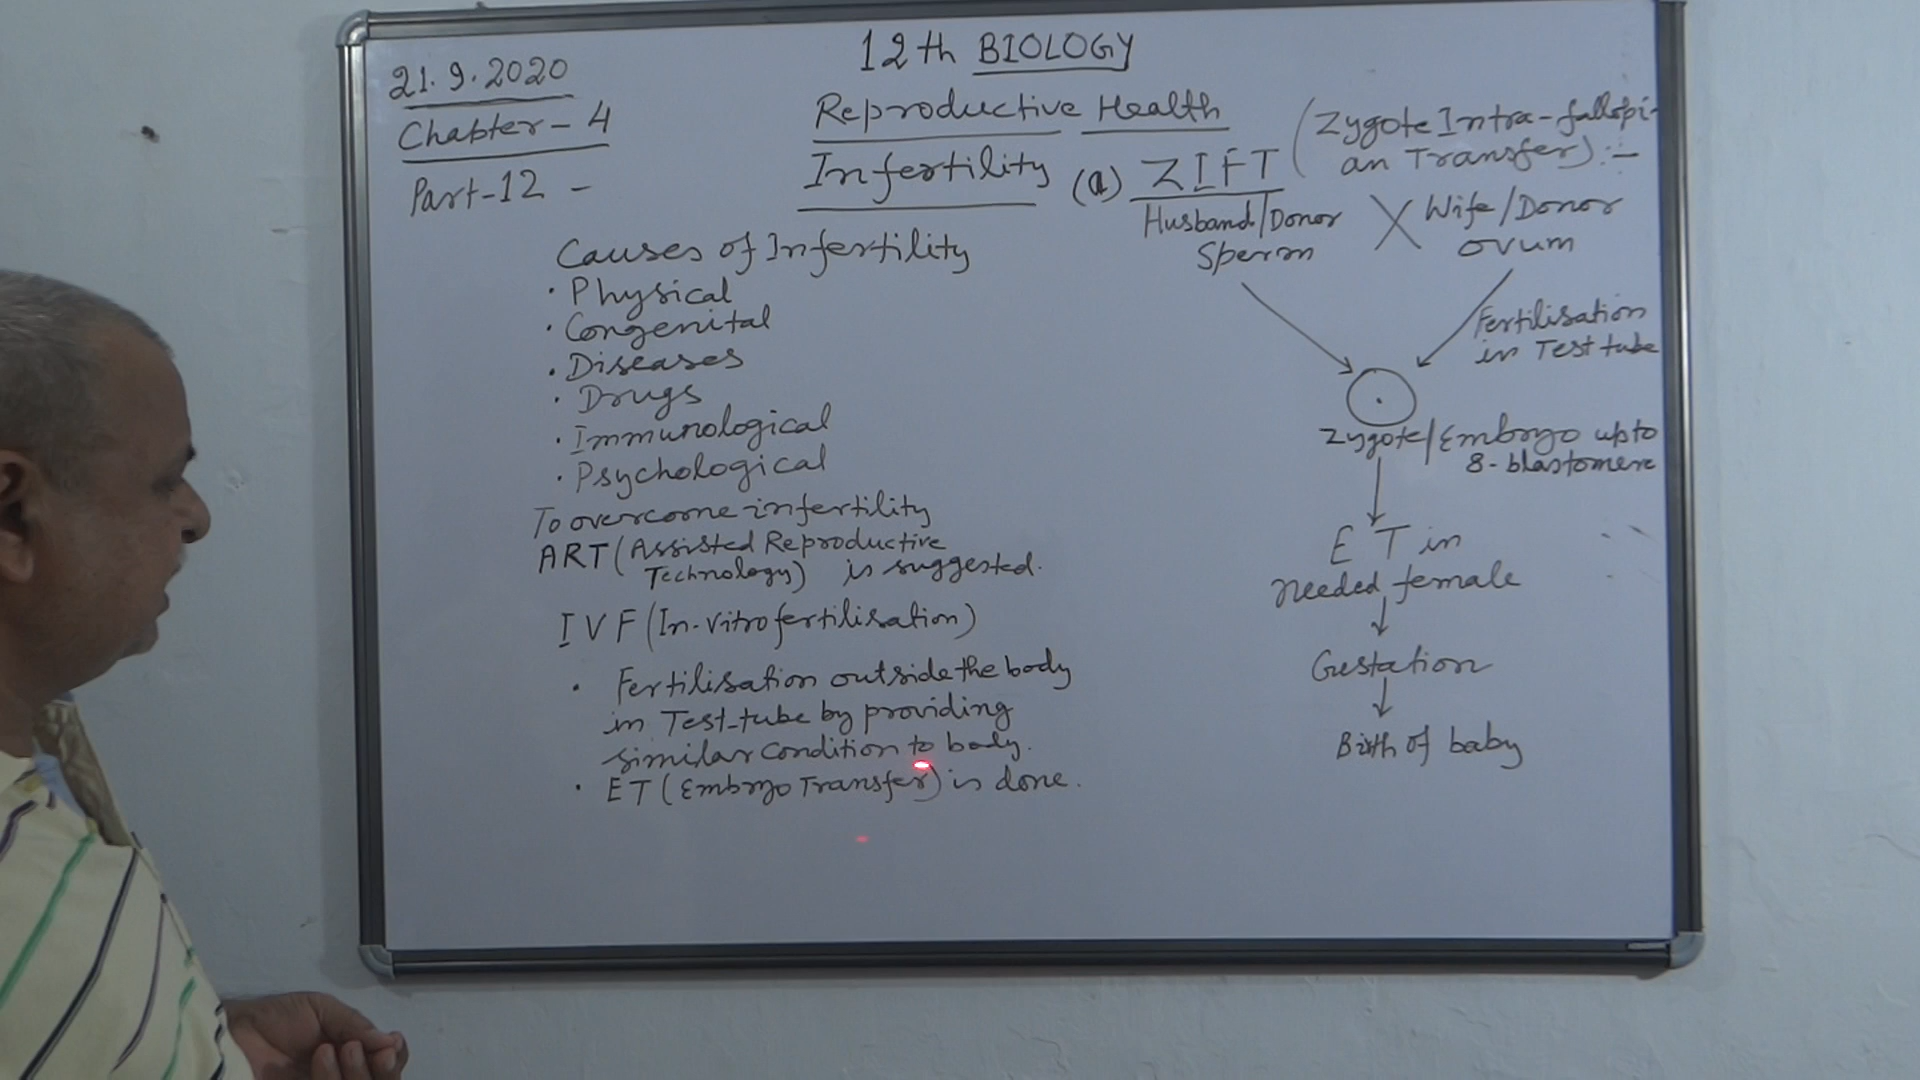 21.9.2020
Chapter-4
Part-12 -
12th BIOLOGY
Reproductive Health
Infertility
Causes of Infertility
· Physical
· Congenital
· Diseases
· Drugs
· Immunological
· Psychological
To overcome infertility
ART (Assisted Reproductive
Technology) is suggested.
IVF (In-vitro fertilisation)
· Fertilisation outside the body
in Test-tube by providing
similar condition to body.
· ET (Embryo Transfer) is done.
(a) ZIFT (Zygote Intra-fallopi-
an Transfer) :-
Husband/Donor
Sperm
X
Wife/Donor
ovum
Fertilisation
in Test tube
Zygote/Embryo upto
8-blastomere
ET in
needed female
Gestation
Birth of baby